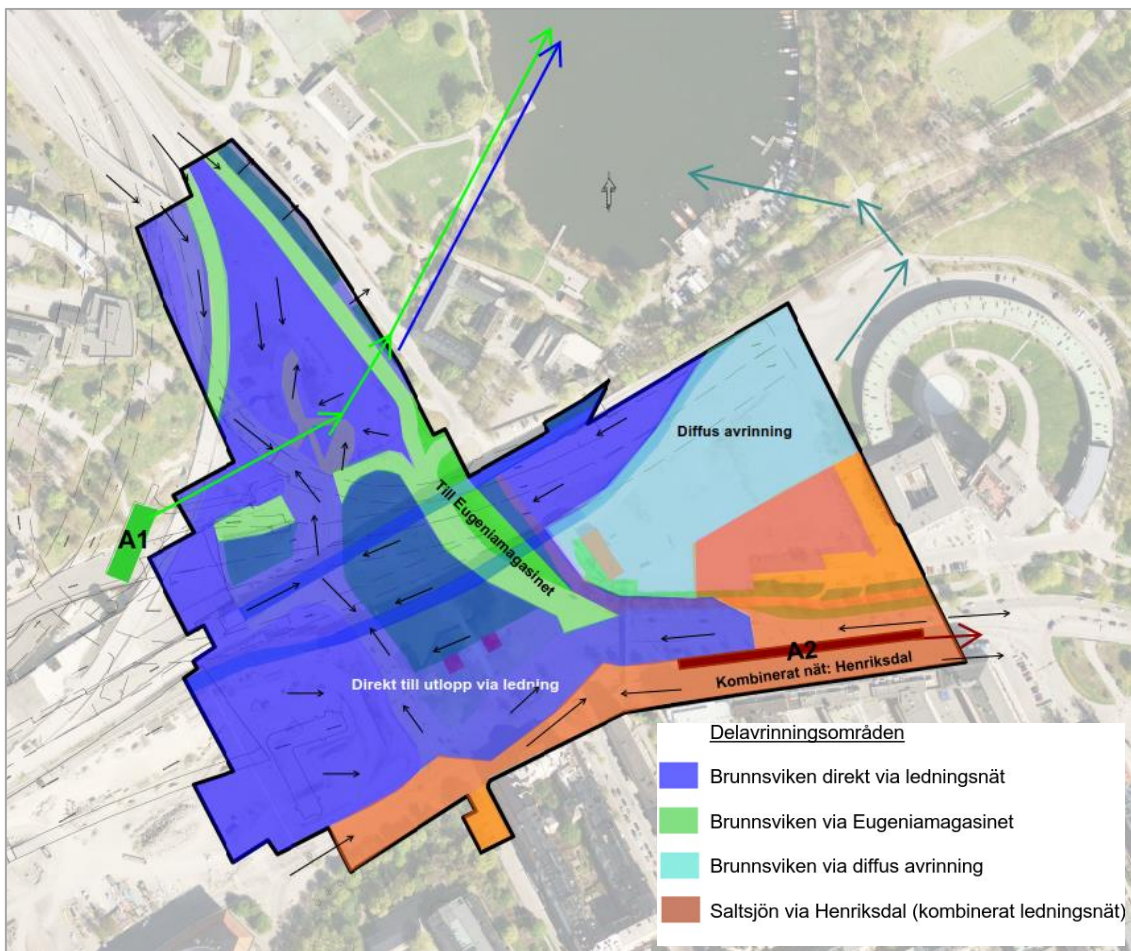 Diffus avrinning
Till Eugeniamagasinet
A1
A2
Kombinerat nät: Henriksdal
Direkt till utlopp via ledning
Delavrinningsområden
Brunnsviken direkt via ledningsnät
Brunnsviken via Eugeniamagasinet
Brunnsviken via diffus avrinning
Saltsjön via Henriksdal (kombinerat ledningsnät)